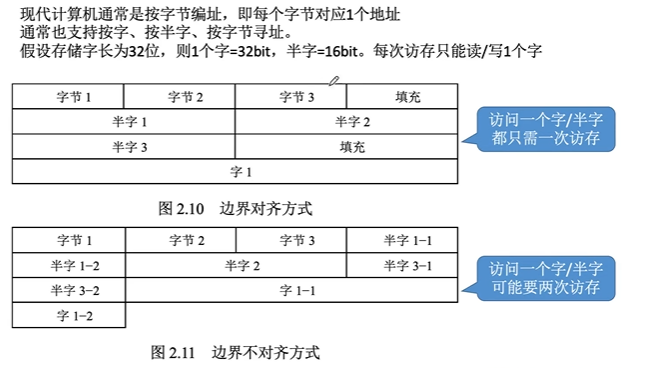 现代计算机通常是按字节编址，即每个字节对应1个地址
通常也支持按字、按半字、按字节寻址。
假设存储字长为32位，则1个字=32bit，半字=16bit。每次访存只能读/写1个字
字节 1 字节 2 字节 3 填充
半字 1 半字 2
半字 3 填充
字 1
访问一个字/半字
都只需一次访存
图 2.10 边界对齐方式
字节 1 字节 2 字节 3 半字 1-1
半字 1-2 半字 2 半字 3-1
半字 3-2 字 1-1
字 1-2
访问一个字/半字
可能要两次访存
图 2.11 边界不对齐方式